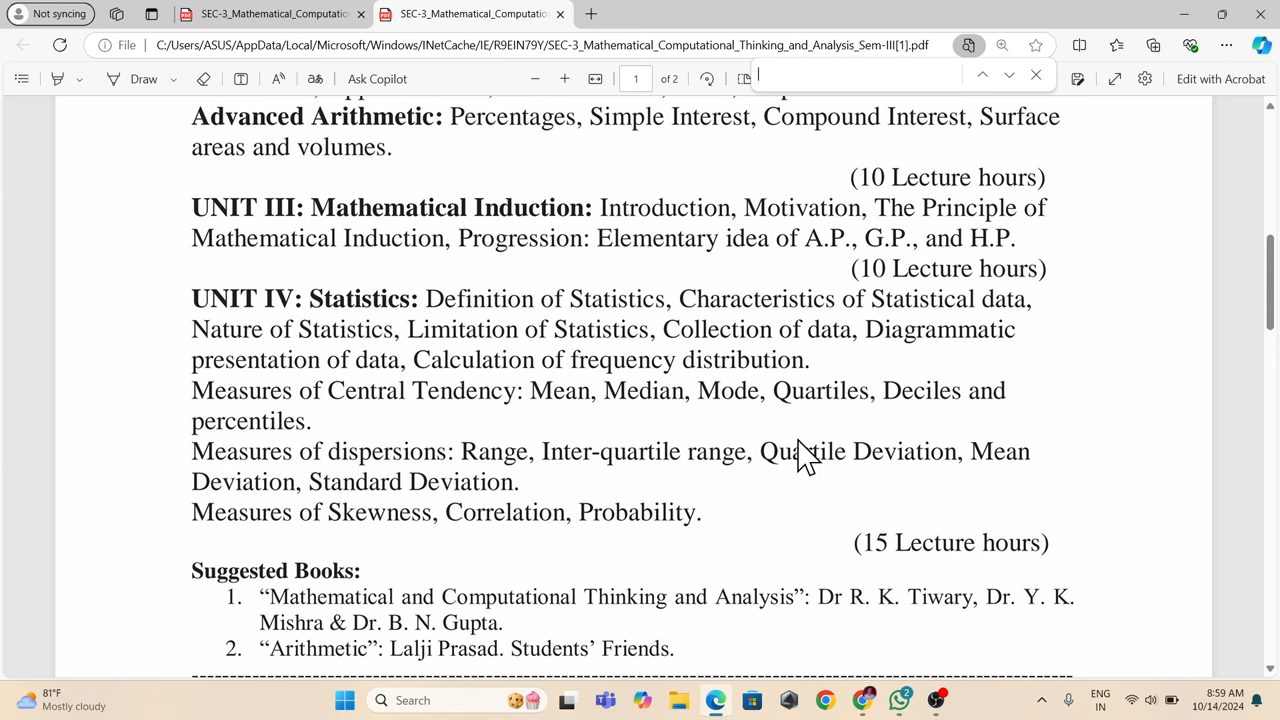 Not syncing
SEC-3_Mathematical_Computatio
SEC-3_Mathematical_Computatio
File
C:/Users/ASUS/AppData/Local/Microsoft/Windows/INetCache/IE/R9EIN79Y/SEC-3_Mathematical_Computational_Thinking_and_Analysis_Sem-III[1].pdf
Draw
Ask Copilot
1 of 2
Edit with Acrobat
Advanced Arithmetic: Percentages, Simple Interest, Compound Interest, Surface
areas and volumes.
(10 Lecture hours)
UNIT III: Mathematical Induction: Introduction, Motivation, The Principle of
Mathematical Induction, Progression: Elementary idea of A.P., G.P., and H.P.
(10 Lecture hours)
UNIT IV: Statistics: Definition of Statistics, Characteristics of Statistical data,
Nature of Statistics, Limitation of Statistics, Collection of data, Diagrammatic
presentation of data, Calculation of frequency distribution.
Measures of Central Tendency: Mean, Median, Mode, Quartiles, Deciles and
percentiles.
Measures of dispersions: Range, Inter-quartile range, Quartile Deviation, Mean
Deviation, Standard Deviation.
Measures of Skewness, Correlation, Probability.
(15 Lecture hours)
Suggested Books:
1. “Mathematical and Computational Thinking and Analysis”: Dr R. K. Tiwary, Dr. Y. K.
Mishra & Dr. B. N. Gupta.
2. “Arithmetic”: Lalji Prasad. Students’ Friends.
81°F
Mostly cloudy
Search
2
ENG
IN
8:59 AM
10/14/2024